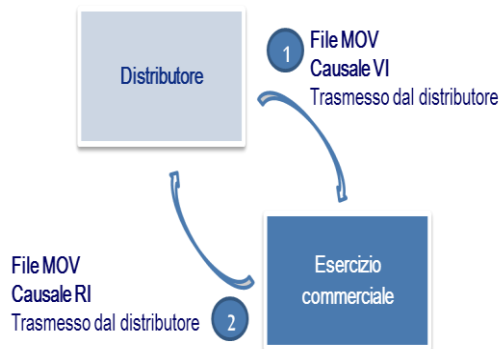 1
File MOV
Causale VI
Trasmesso dal distributore
Distributore
Esercizio
commerciale
File MOV
Causale RI
Trasmesso dal distributore
2